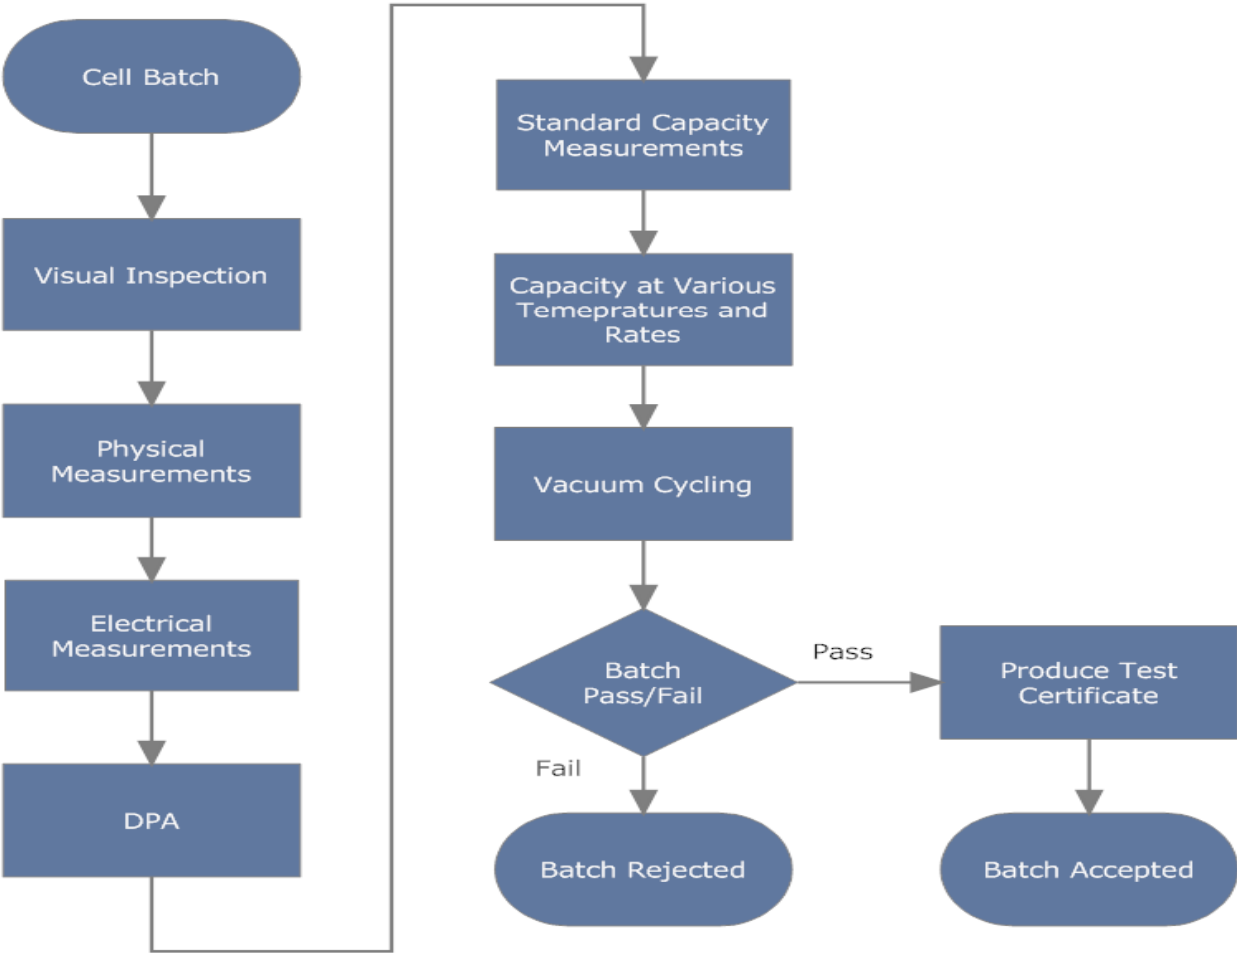 Cell Batch
Visual Inspection
Physical
Measurements
Electrical
Measurements
DPA
Standard Capacity
Measurements
Capacity at Various
Temepratures and
Rates
Vacuum Cycling
Batch
Pass/Fail
Pass
Fail
Produce Test
Certificate
Batch Rejected
Batch Accepted